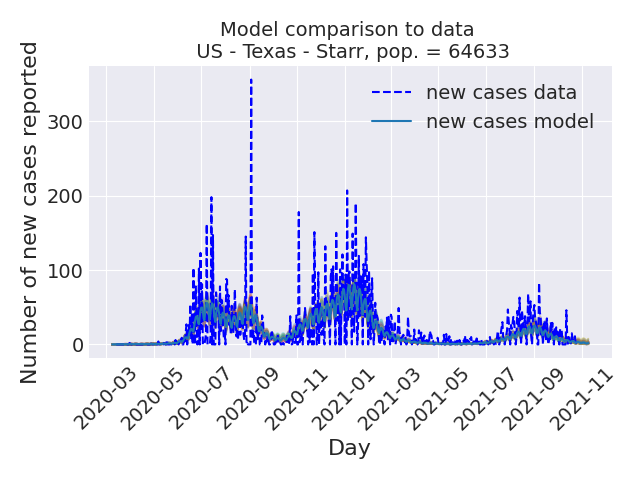 Model comparison to data
US - Texas - Starr, pop. = 64633
Number of new cases reported
300
200
100
0
new cases data
new cases model
2020-03
2020-05
2020-07
2020-09
2020-11
2021-01
2021-03
2021-05
2021-07
2021-09
2021-11
Day